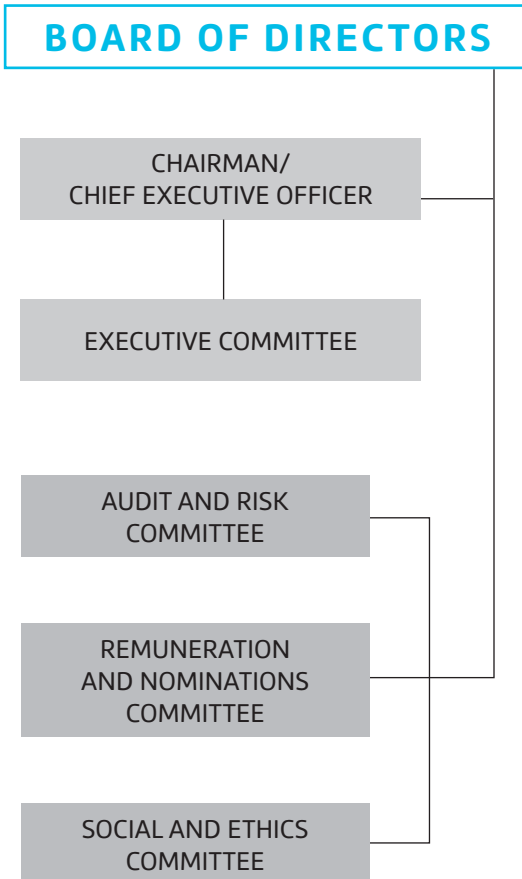 BOARD OF DIRECTORS
CHAIRMAN/
CHIEF EXECUTIVE OFFICER
EXECUTIVE COMMITTEE
AUDIT AND RISK
COMMITTEE
REMUNERATION
AND NOMINATIONS
COMMITTEE
SOCIAL AND ETHICS
COMMITTEE